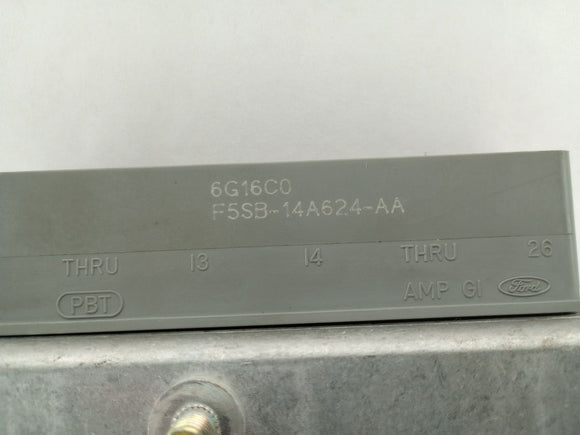 6G16C0
F5SB-14A624-AA
THRU 13 14 THRU 26
PBT AMP GI Ford